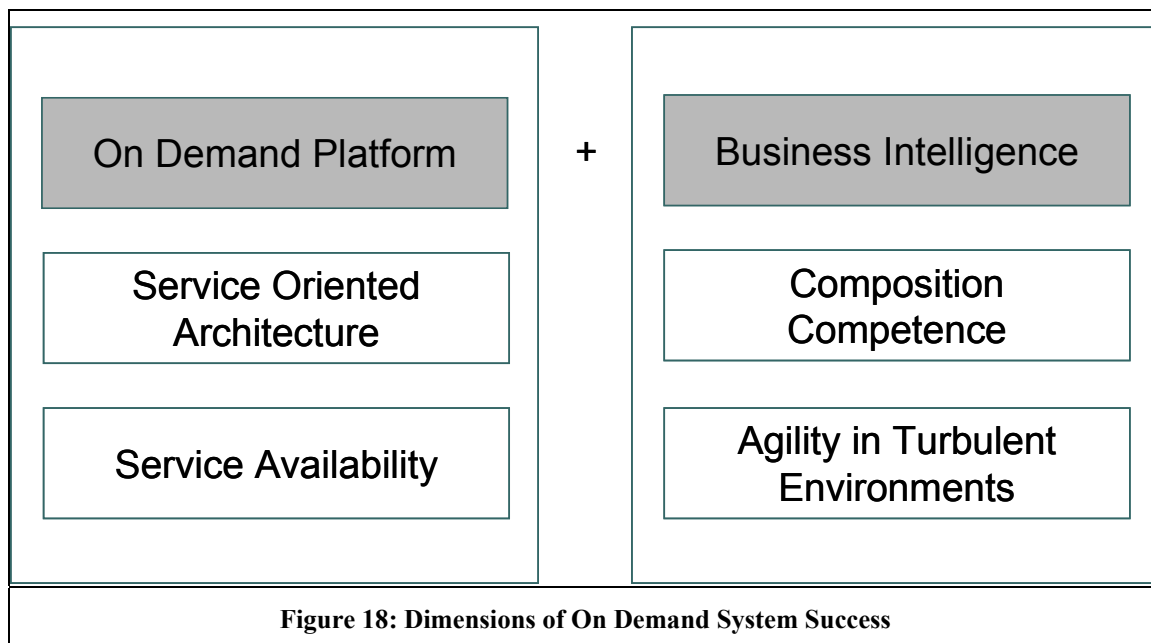 On Demand Platform
Service Oriented
Architecture
Service Availability
+
Business Intelligence
Composition
Competence
Agility in Turbulent
Environments
Figure 18: Dimensions of On Demand System Success